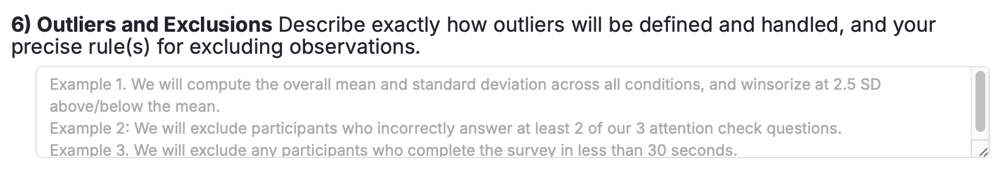 6) Outliers and Exclusions Describe exactly how outliers will be defined and handled, and your
precise rule(s) for excluding observations.
Example 1. We will compute the overall mean and standard deviation across all conditions, and winsorize at 2.5 SD
above/below the mean.
Example 2: We will exclude participants who incorrectly answer at least 2 of our 3 attention check questions.
Example 3. We will exclude any participants who complete the survey in less than 30 seconds.